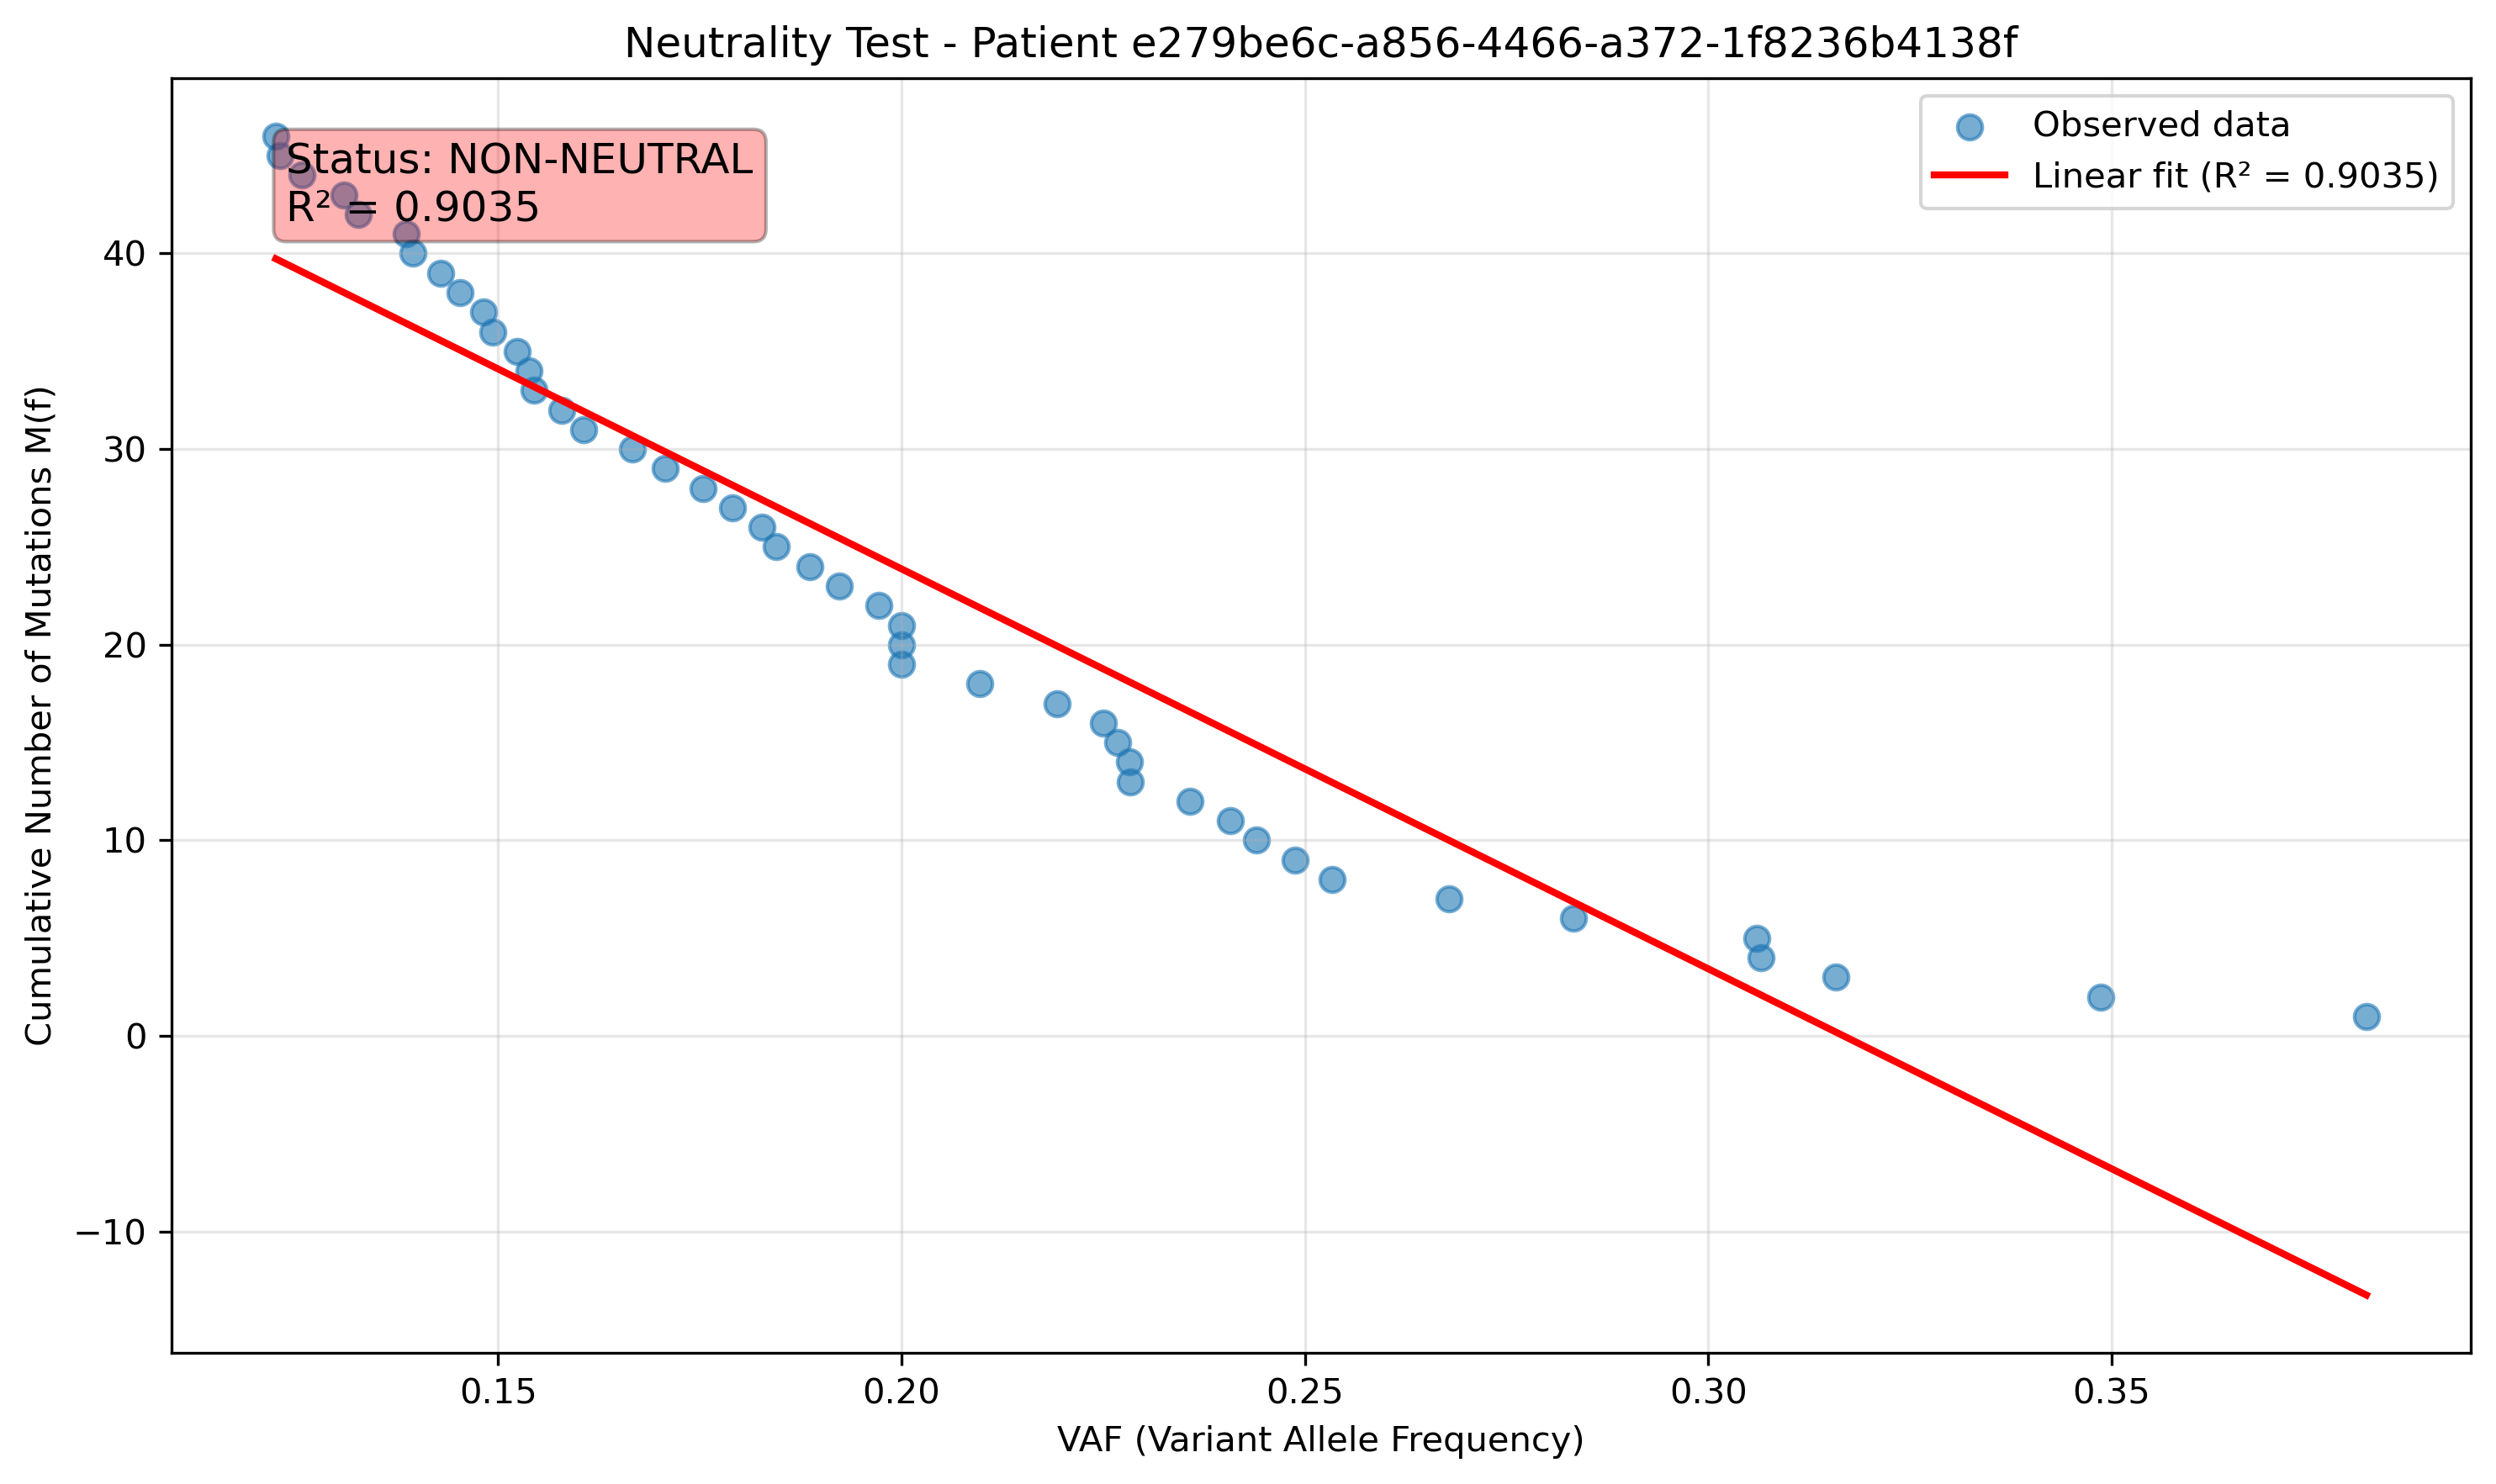 Neutrality Test - Patient e279be6c-a856-4466-a372-1f8236b4138f
Status: NON-NEUTRAL
R² = 0.9035
Observed data
Linear fit (R² = 0.9035)
Cumulative Number of Mutations M(f)
40
30
20
10
0
−10
0.15
0.20
0.25
0.30
0.35
VAF (Variant Allele Frequency)